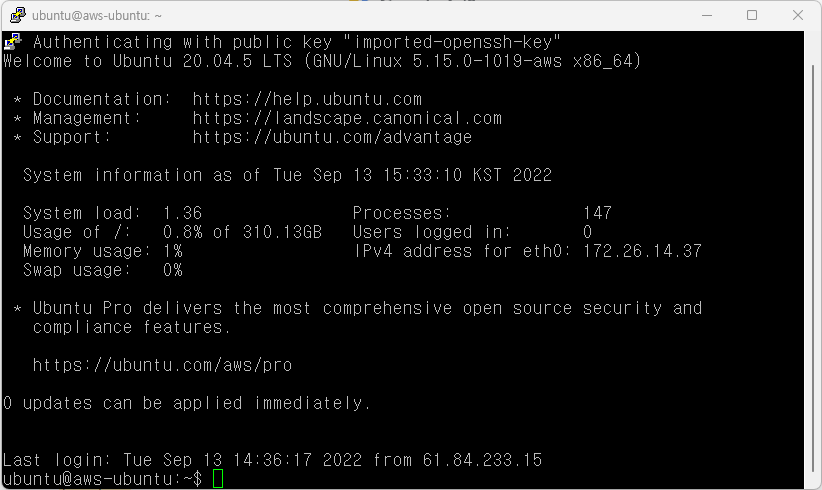 ubuntu@aws-ubuntu: ~
Authenticating with public key "imported-openssh-key"
Welcome to Ubuntu 20.04.5 LTS (GNU/Linux 5.15.0-1019-aws x86_64)
* Documentation:  https://help.ubuntu.com
* Management:     https://landscape.canonical.com
* Support:        https://ubuntu.com/advantage
System information as of Tue Sep 13 15:33:10 KST 2022
System load:  1.36               Processes:             147
Usage of /:   0.8% of 310.13GB   Users logged in:       0
Memory usage: 1%                 IPv4 address for eth0: 172.26.14.37
Swap usage:   0%
* Ubuntu Pro delivers the most comprehensive open source security and
compliance features.
https://ubuntu.com/aws/pro
0 updates can be applied immediately.
Last login: Tue Sep 13 14:36:17 2022 from 61.84.233.15
ubuntu@aws-ubuntu:~$